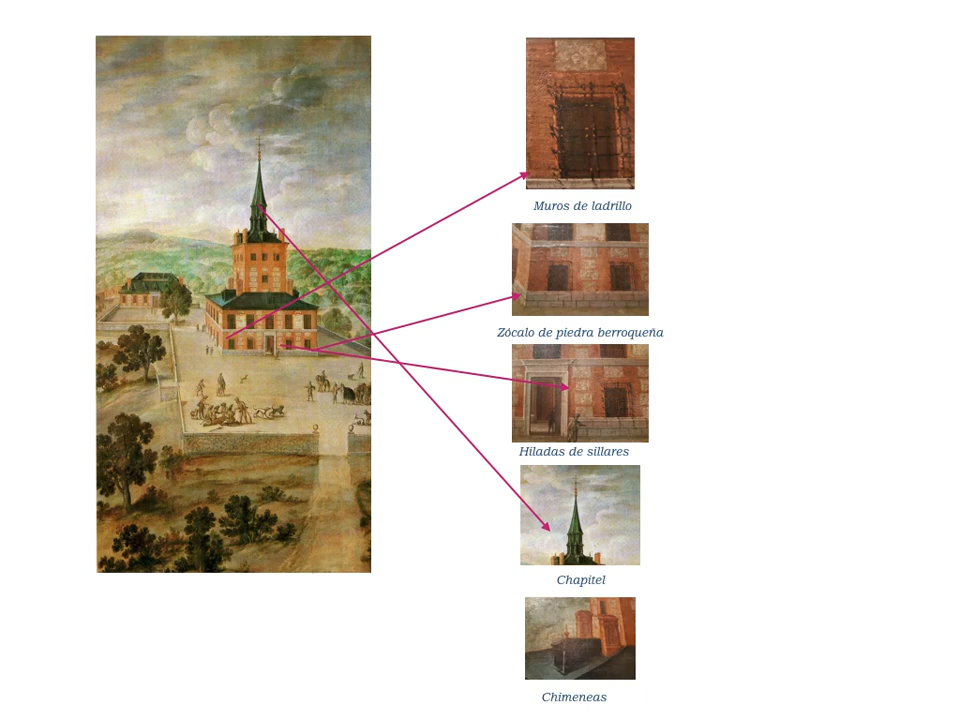 Muros de ladrillo
Zócalo de piedra berroqueña
Hiladas de sillares
Chapitel
Chimeneas